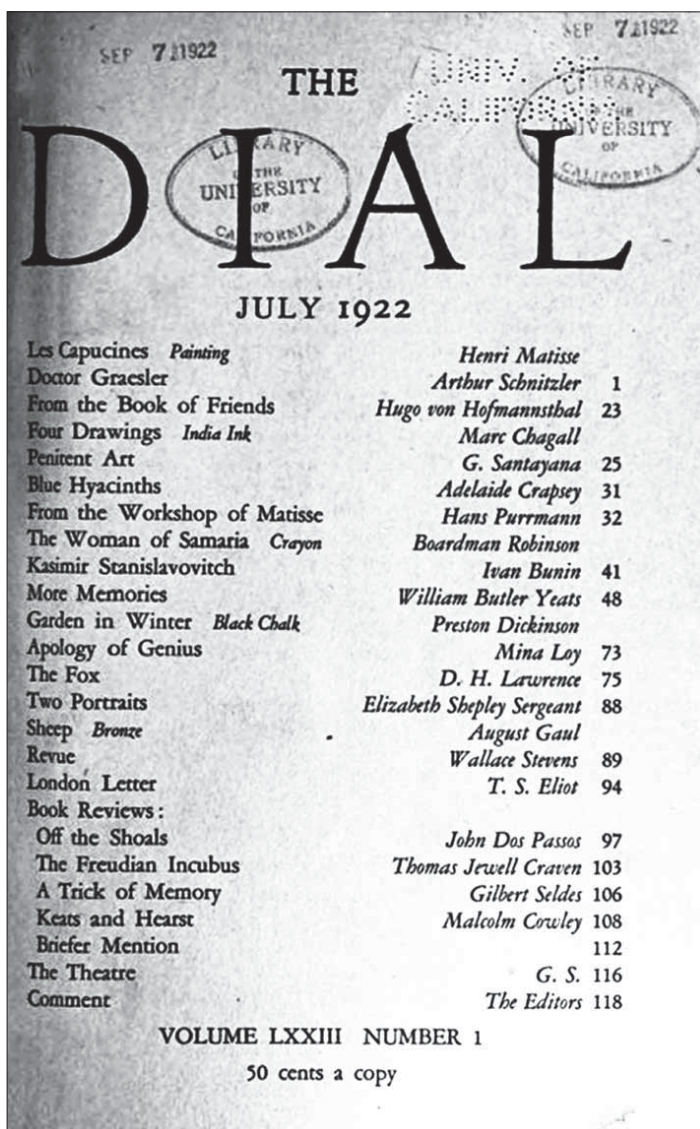 SEP 7 1922
SEP 7 1922
UNIV. OF
CALIFORNIA
THE
DIAL
LIBRARY
OF THE
UNIVERSITY
OF
CALIFORNIA
LIBRARY
OF THE
UNIVERSITY
OF
CALIFORNIA
JULY 1922
Les Capucines Painting Henri Matisse
Doctor Graesler Arthur Schnitzler 1
From the Book of Friends Hugo von Hofmannsthal 23
Four Drawings India Ink Marc Chagall
Penitent Art G. Santayana 25
Blue Hyacinths Adelaide Crapsey 31
From the Workshop of Matisse Hans Purrmann 32
The Woman of Samaria Crayon Boardman Robinson
Kasimir Stanislavovitch Ivan Bunin 41
More Memories William Butler Yeats 48
Garden in Winter Black Chalk Preston Dickinson
Apology of Genius Mina Loy 73
The Fox D. H. Lawrence 75
Two Portraits Elizabeth Shepley Sergeant 88
Sheep Bronze August Gaul
Revue Wallace Stevens 89
London Letter T. S. Eliot 94
Book Reviews:
Off the Shoals John Dos Passos 97
The Freudian Incubus Thomas Jewell Craven 103
A Trick of Memory Gilbert Seldes 106
Keats and Hearst Malcolm Cowley 108
Briefer Mention 112
The Theatre G. S. 116
Comment The Editors 118
VOLUME LXXIII NUMBER 1
50 cents a copy